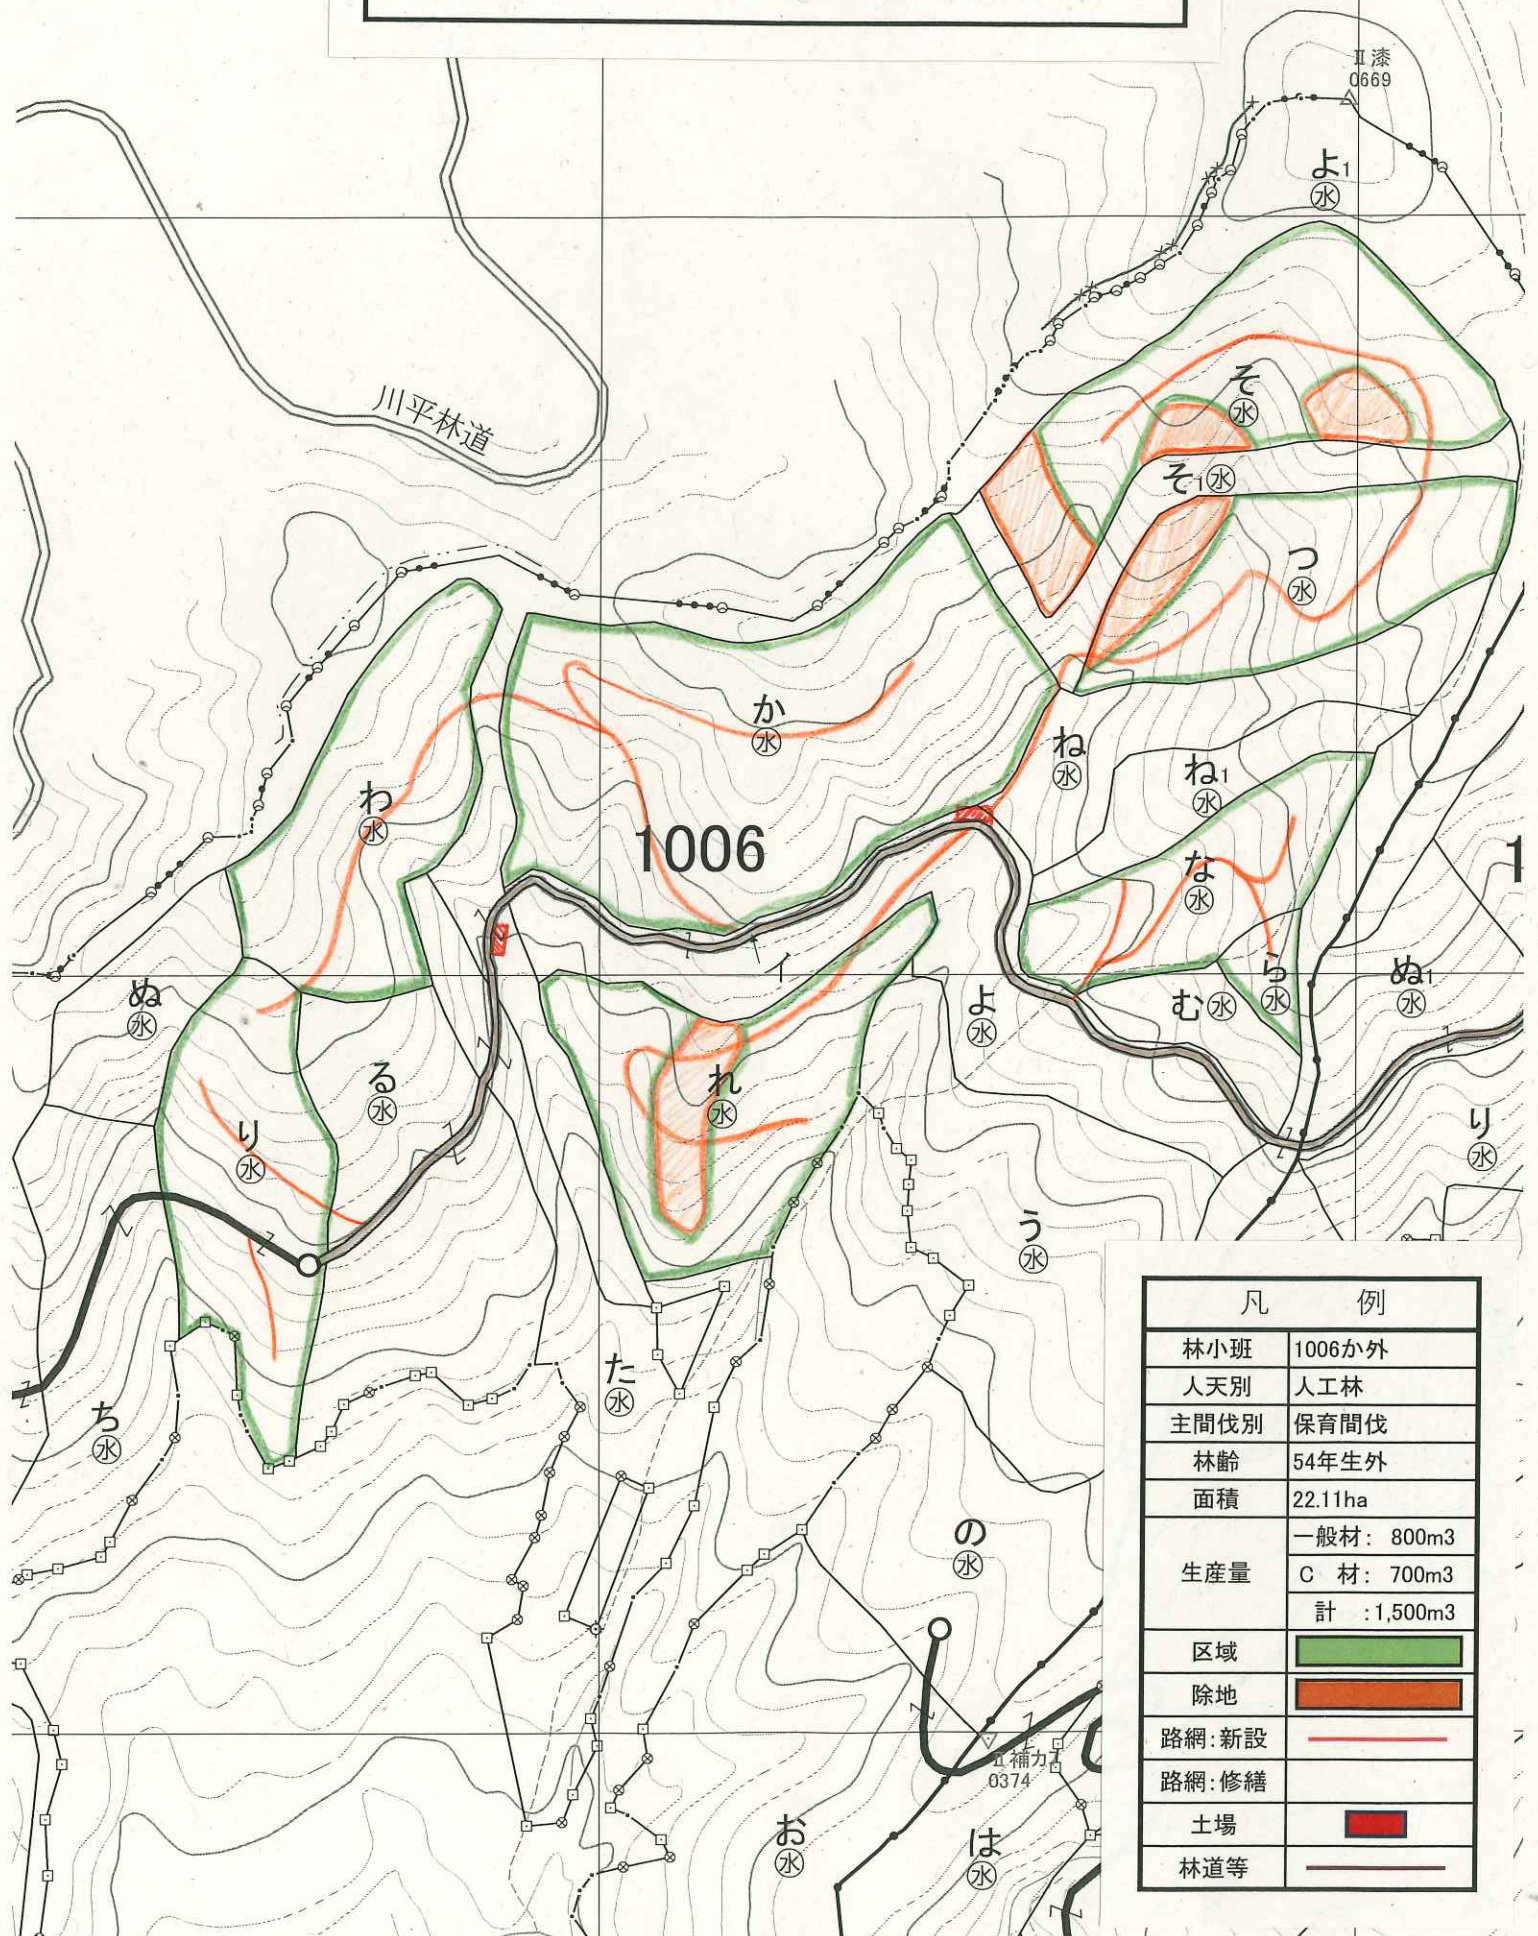 Ⅱ漆
0669
よ1
㊌
川平林道
そ
㊌
そ1㊌
つ
㊌
か
㊌
ね
㊌
ね1
㊌
わ
㊌
1006
1
な
㊌
イ
ぬ
㊌
よ
㊌
む㊌
ら
㊌
ぬ1
㊌
る
㊌
れ
㊌
り
㊌
り
㊌
う
㊌
た
㊌
ち
㊌
の
㊌
0374
お
㊌
は
㊌
凡 例
林小班 1006か外
人天別 人工林
主間伐別 保育間伐
林齢 54年生外
面積 22.11ha
生産量
一般材: 800m3
C 材: 700m3
計 :1,500m3
区域
除地
路網:新設
路網:修繕
土場
林道等